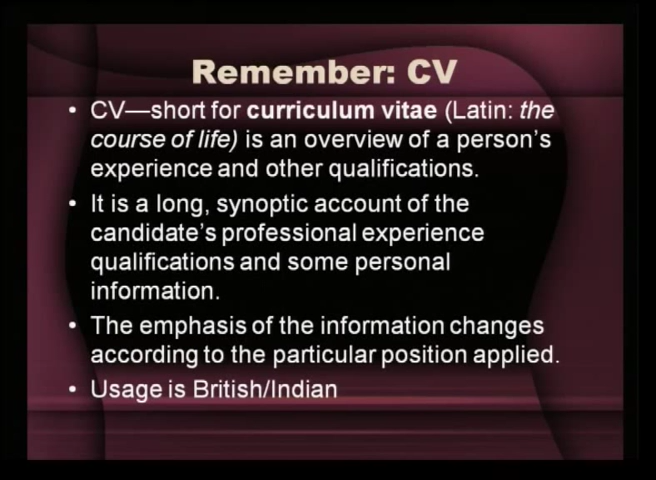 Remember: CV
• CV—short for curriculum vitae (Latin: the
course of life) is an overview of a person's
experience and other qualifications.
• It is a long, synoptic account of the
candidate's professional experience
qualifications and some personal
information.
• The emphasis of the information changes
according to the particular position applied.
• Usage is British/Indian